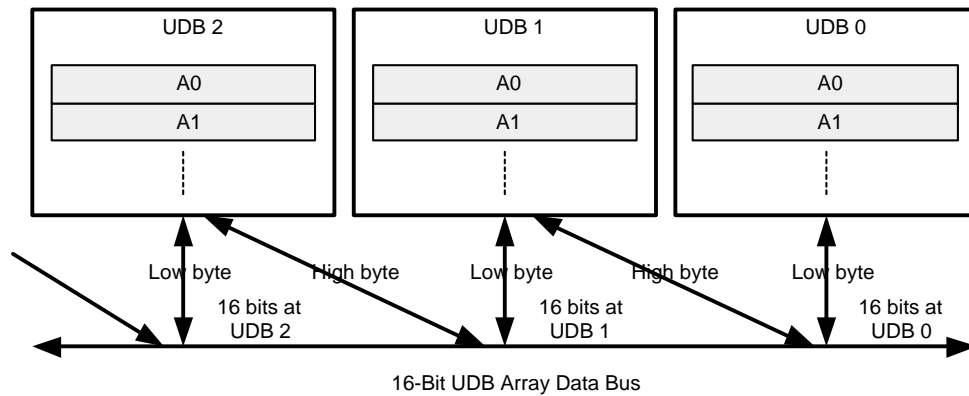 UDB 2 UDB 1 UDB 0
A0 A0 A0
A1 A1 A1
Low byte High byte Low byte High byte Low byte
16 bits at 16 bits at 16 bits at
UDB 2 UDB 1 UDB 0
16-Bit UDB Array Data Bus